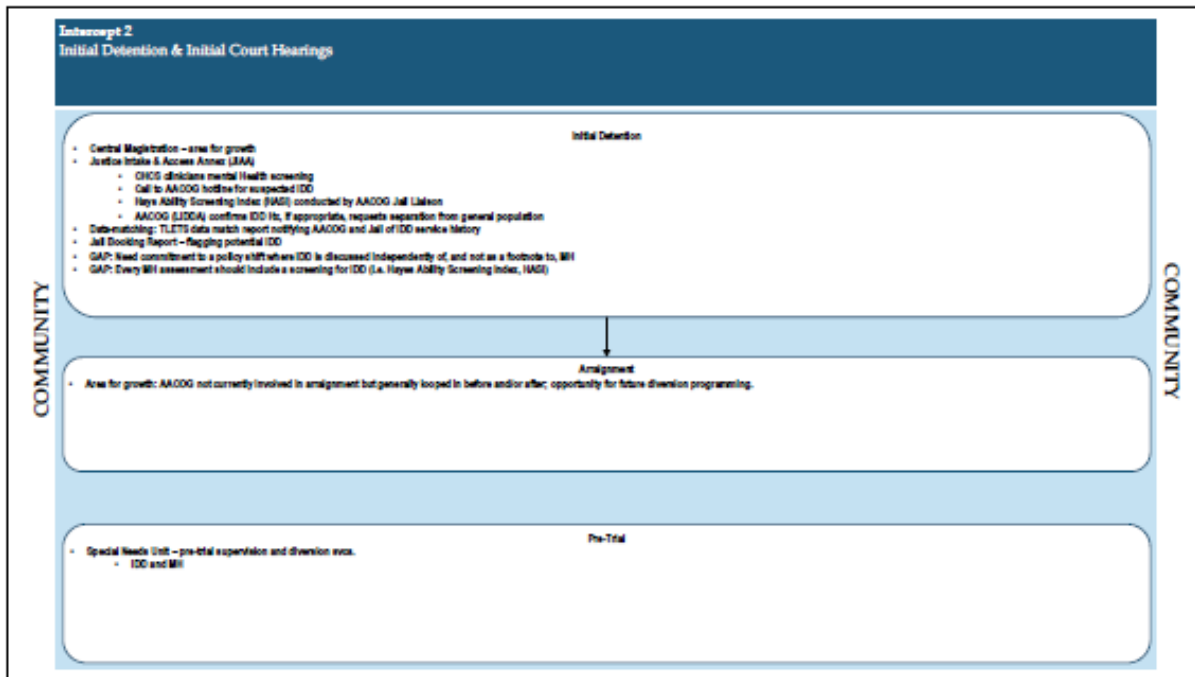 Intercept 2
Initial Detention & Initial Court Hearings
Initial Detention
• Central Magistration – area for growth
• Justice Intake & Access Annex (JIAA)
• CHCS clinicians mental Health screening
• Call to AACOG hotline for suspected IDD
• Hays Ability Screening Index (HASI) conducted by AACOG Jail Liaison
• AACOG (LIDDA) confirms IDD Hx, if appropriate, requests separation from general population
• Data-matching: TLETS data match report notifying AACOG and Jail of IDD service history
• Jail Booking Report – flagging potential IDD
• GAP: Need commitment to a policy shift where IDD is discussed independently of, and not as a footnote to, MH
• GAP: Every MH assessment should include a screening for IDD (i.e. Hayes Ability Screening Index, HASI)
COMMUNITY
COMMUNITY
Arraignment
• Area for growth: AACOG not currently involved in arraignment but generally looped in before and/or after; opportunity for future diversion programming.
Pre-Trial
• Special Needs Unit – pre-trial supervision and diversion svcs.
• IDD and MH